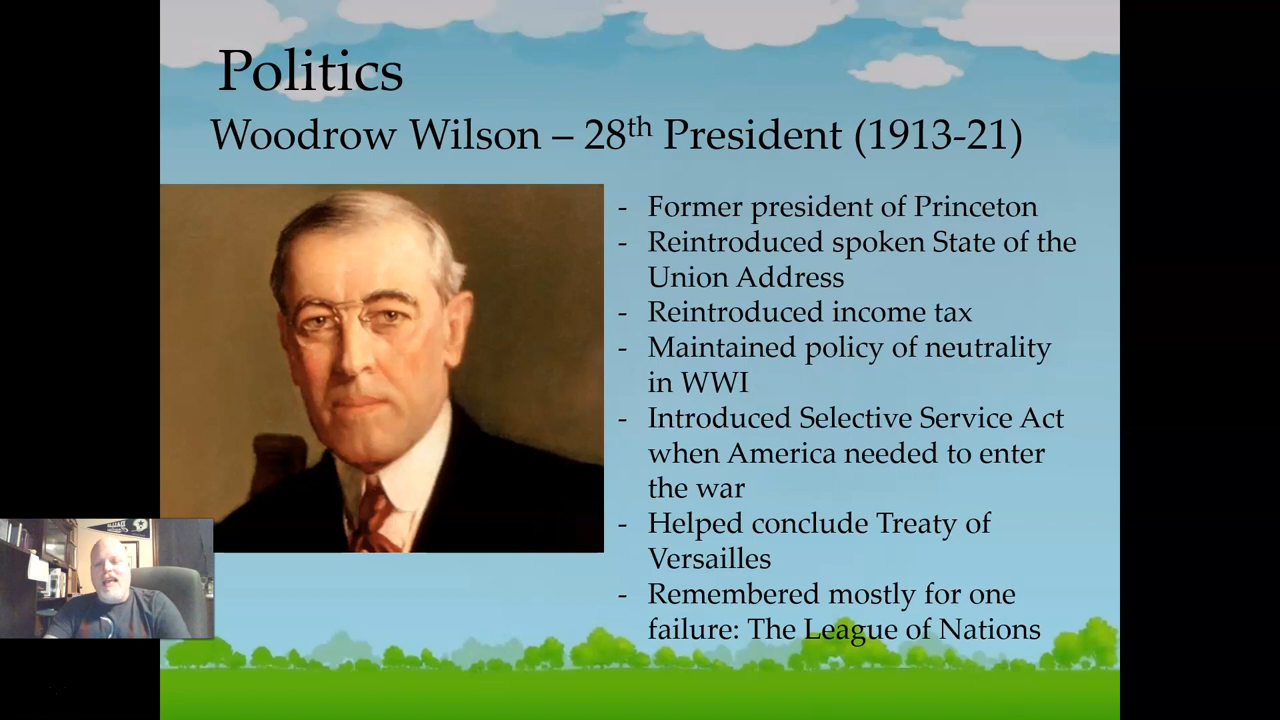 Politics
Woodrow Wilson – 28th President (1913-21)
- Former president of Princeton
- Reintroduced spoken State of the
Union Address
- Reintroduced income tax
- Maintained policy of neutrality
in WWI
- Introduced Selective Service Act
when America needed to enter
the war
- Helped conclude Treaty of
Versailles
- Remembered mostly for one
failure: The League of Nations